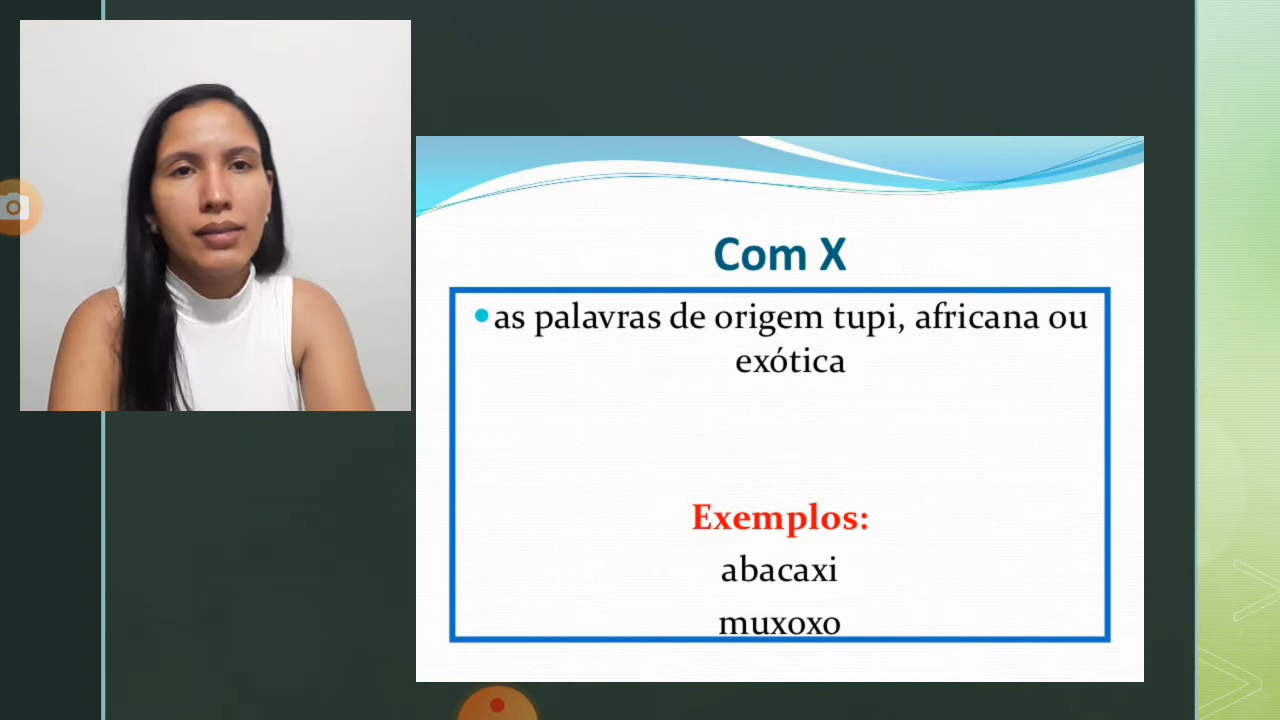 Com X
as palavras de origem tupi, africana ou
exótica
Exemplos:
abacaxi
muxoxo